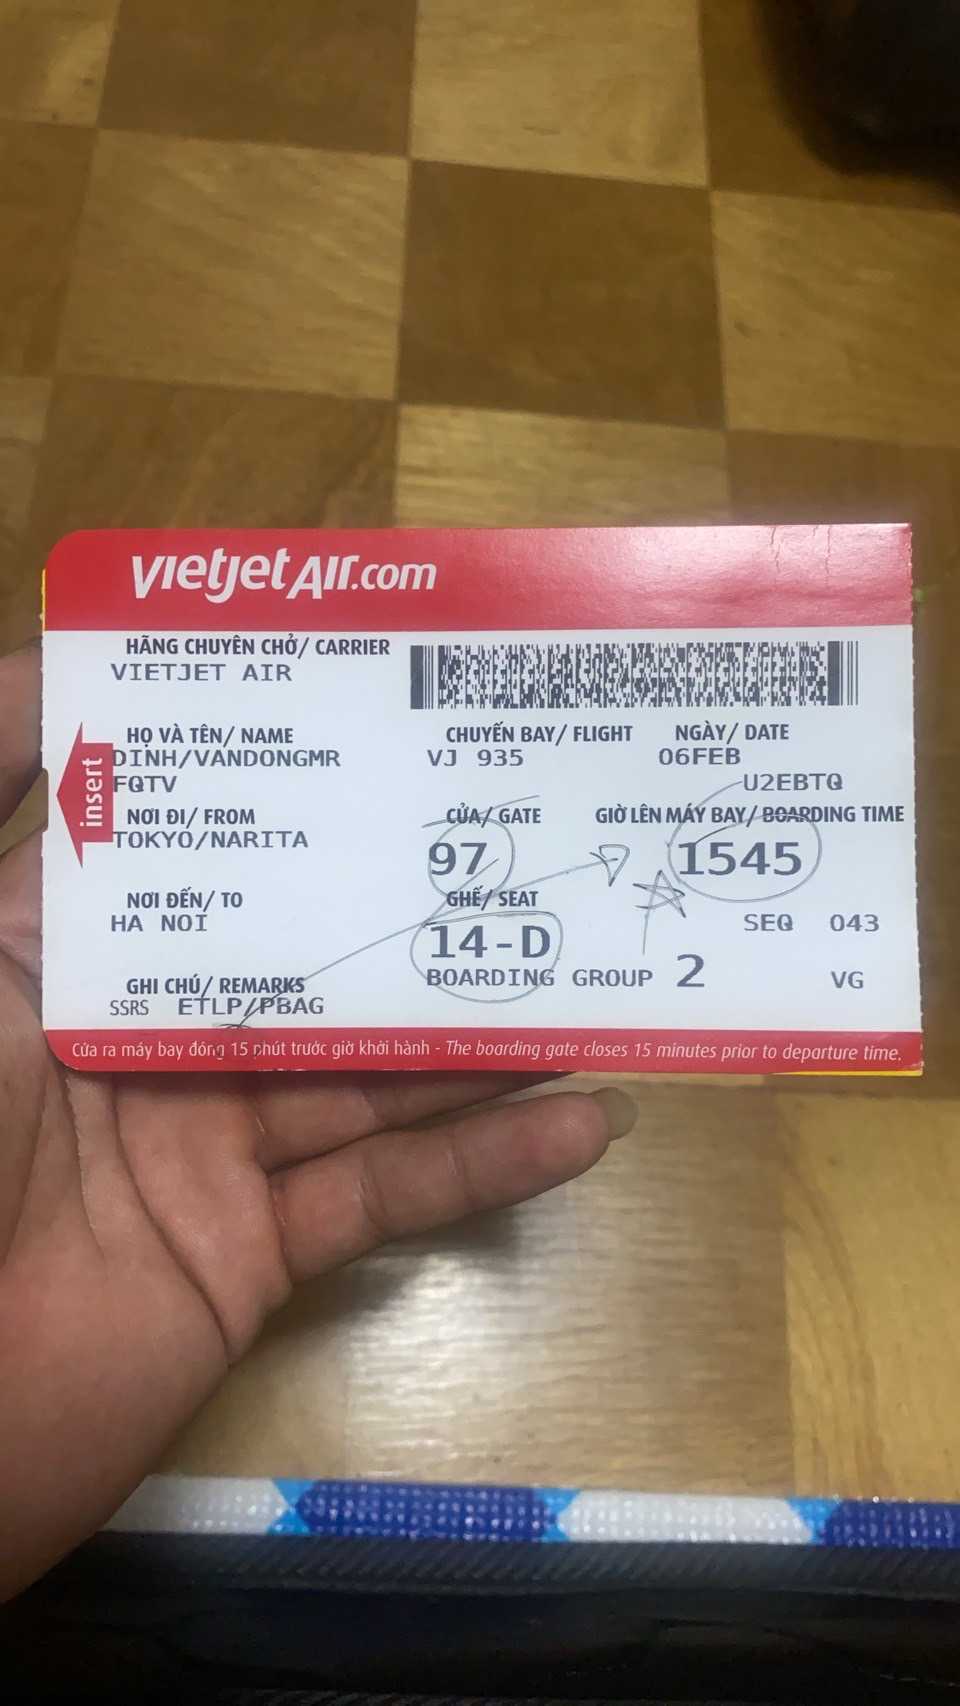 vietjet Air.com
HÃNG CHUYÊN CHỞ/ CARRIER
VIETJET AIR
HỌ VÀ TÊN/ NAME
DINH/VANDONGMR
FQTV
CHUYẾN BAY/ FLIGHT
VJ 935
NGÀY/ DATE
06FEB
U2EBTQ
insert
NƠI ĐI/ FROM
TOKYO/NARITA
CỬA/ GATE
97
GIỜ LÊN MÁY BAY/ BOARDING TIME
1545
NƠI ĐẾN/ TO
HA NOI
GHẾ/ SEAT
14-D
SEQ 043
BOARDING GROUP 2
VG
GHI CHÚ/ REMARKS
SSRS ETLP/PBAG
Cửa ra máy bay đóng 15 phút trước giờ khởi hành - The boarding gate closes 15 minutes prior to departure time.